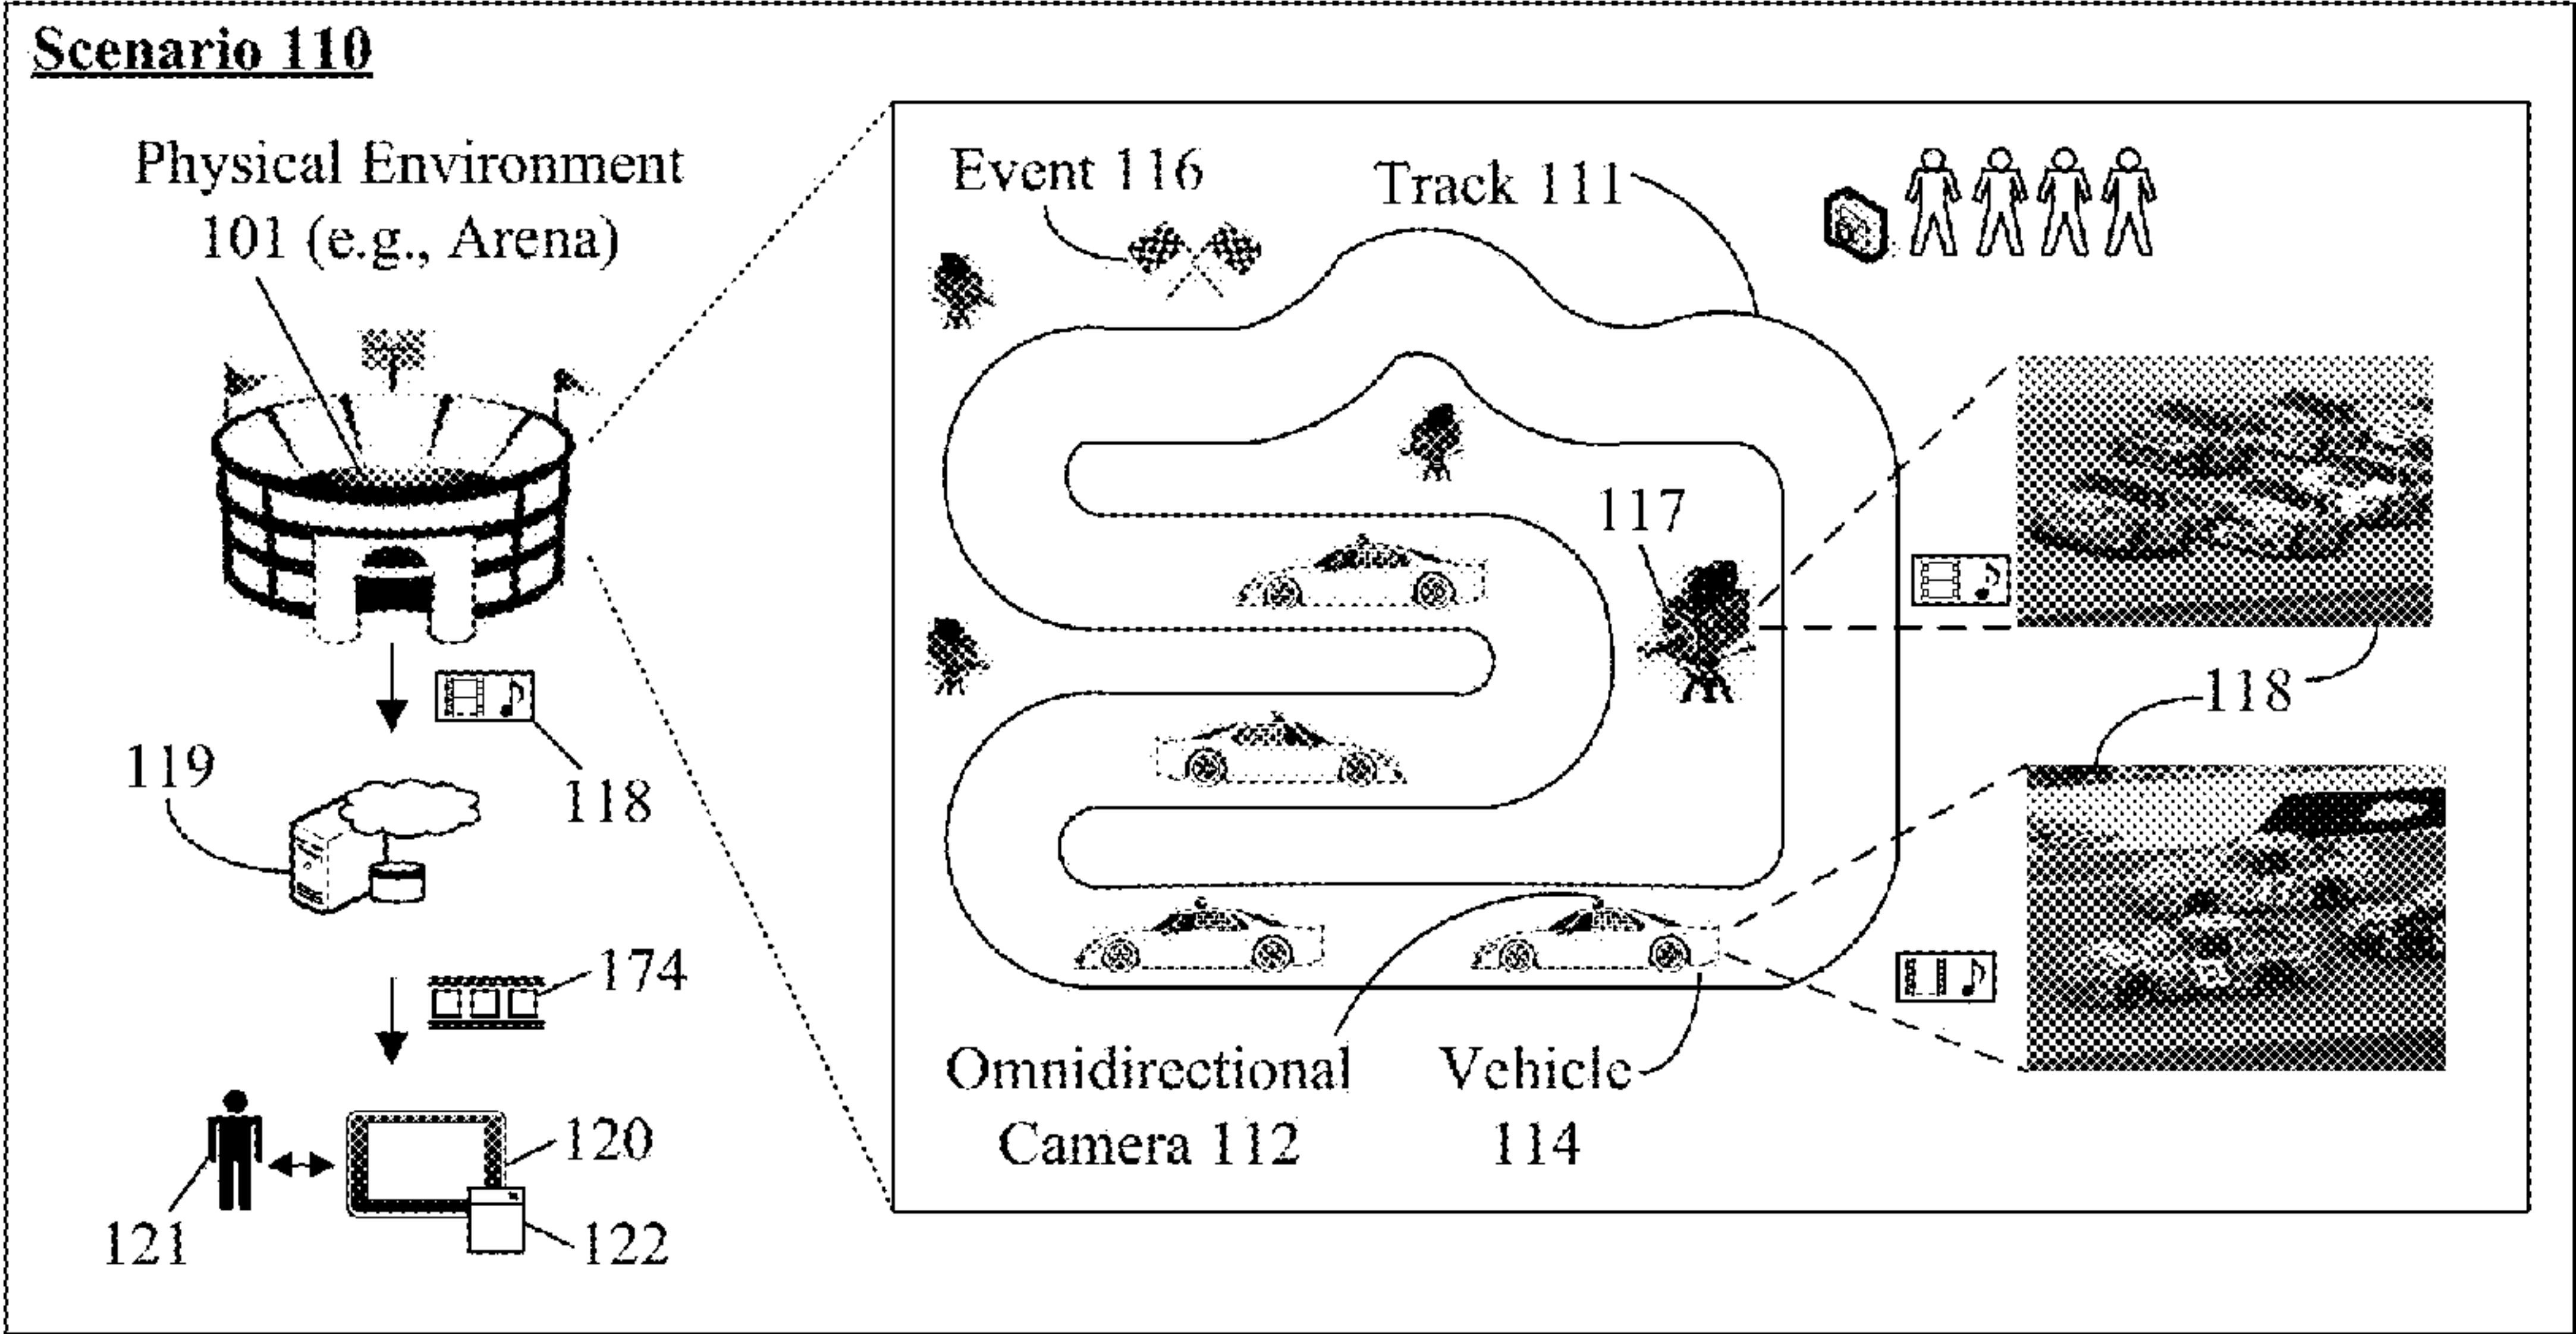 Scenario 110
Physical Environment
101 (e.g., Arena)
118
119
174
120
121
122
Event 116
Track 111
117
118
Omnidirectional
Camera 112
Vehicle
114